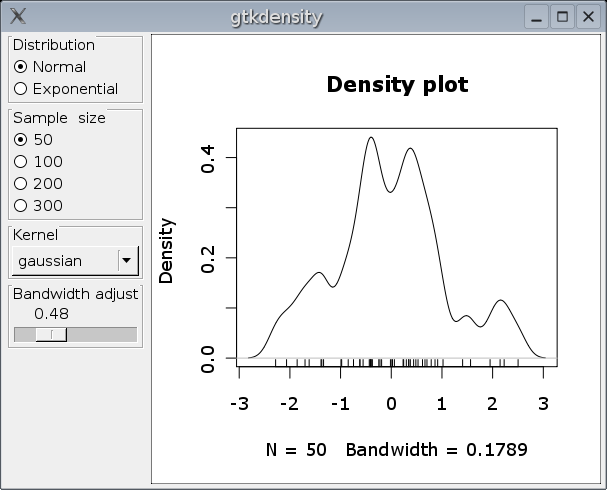 gtkdensity
Distribution
Normal
Exponential
Sample size
50
100
200
300
Kernel
gaussian
Bandwidth adjust
0.48
Density plot
Density
0.4
0.2
0.0
-3 -2 -1 0 1 2 3
N = 50 Bandwidth = 0.1789